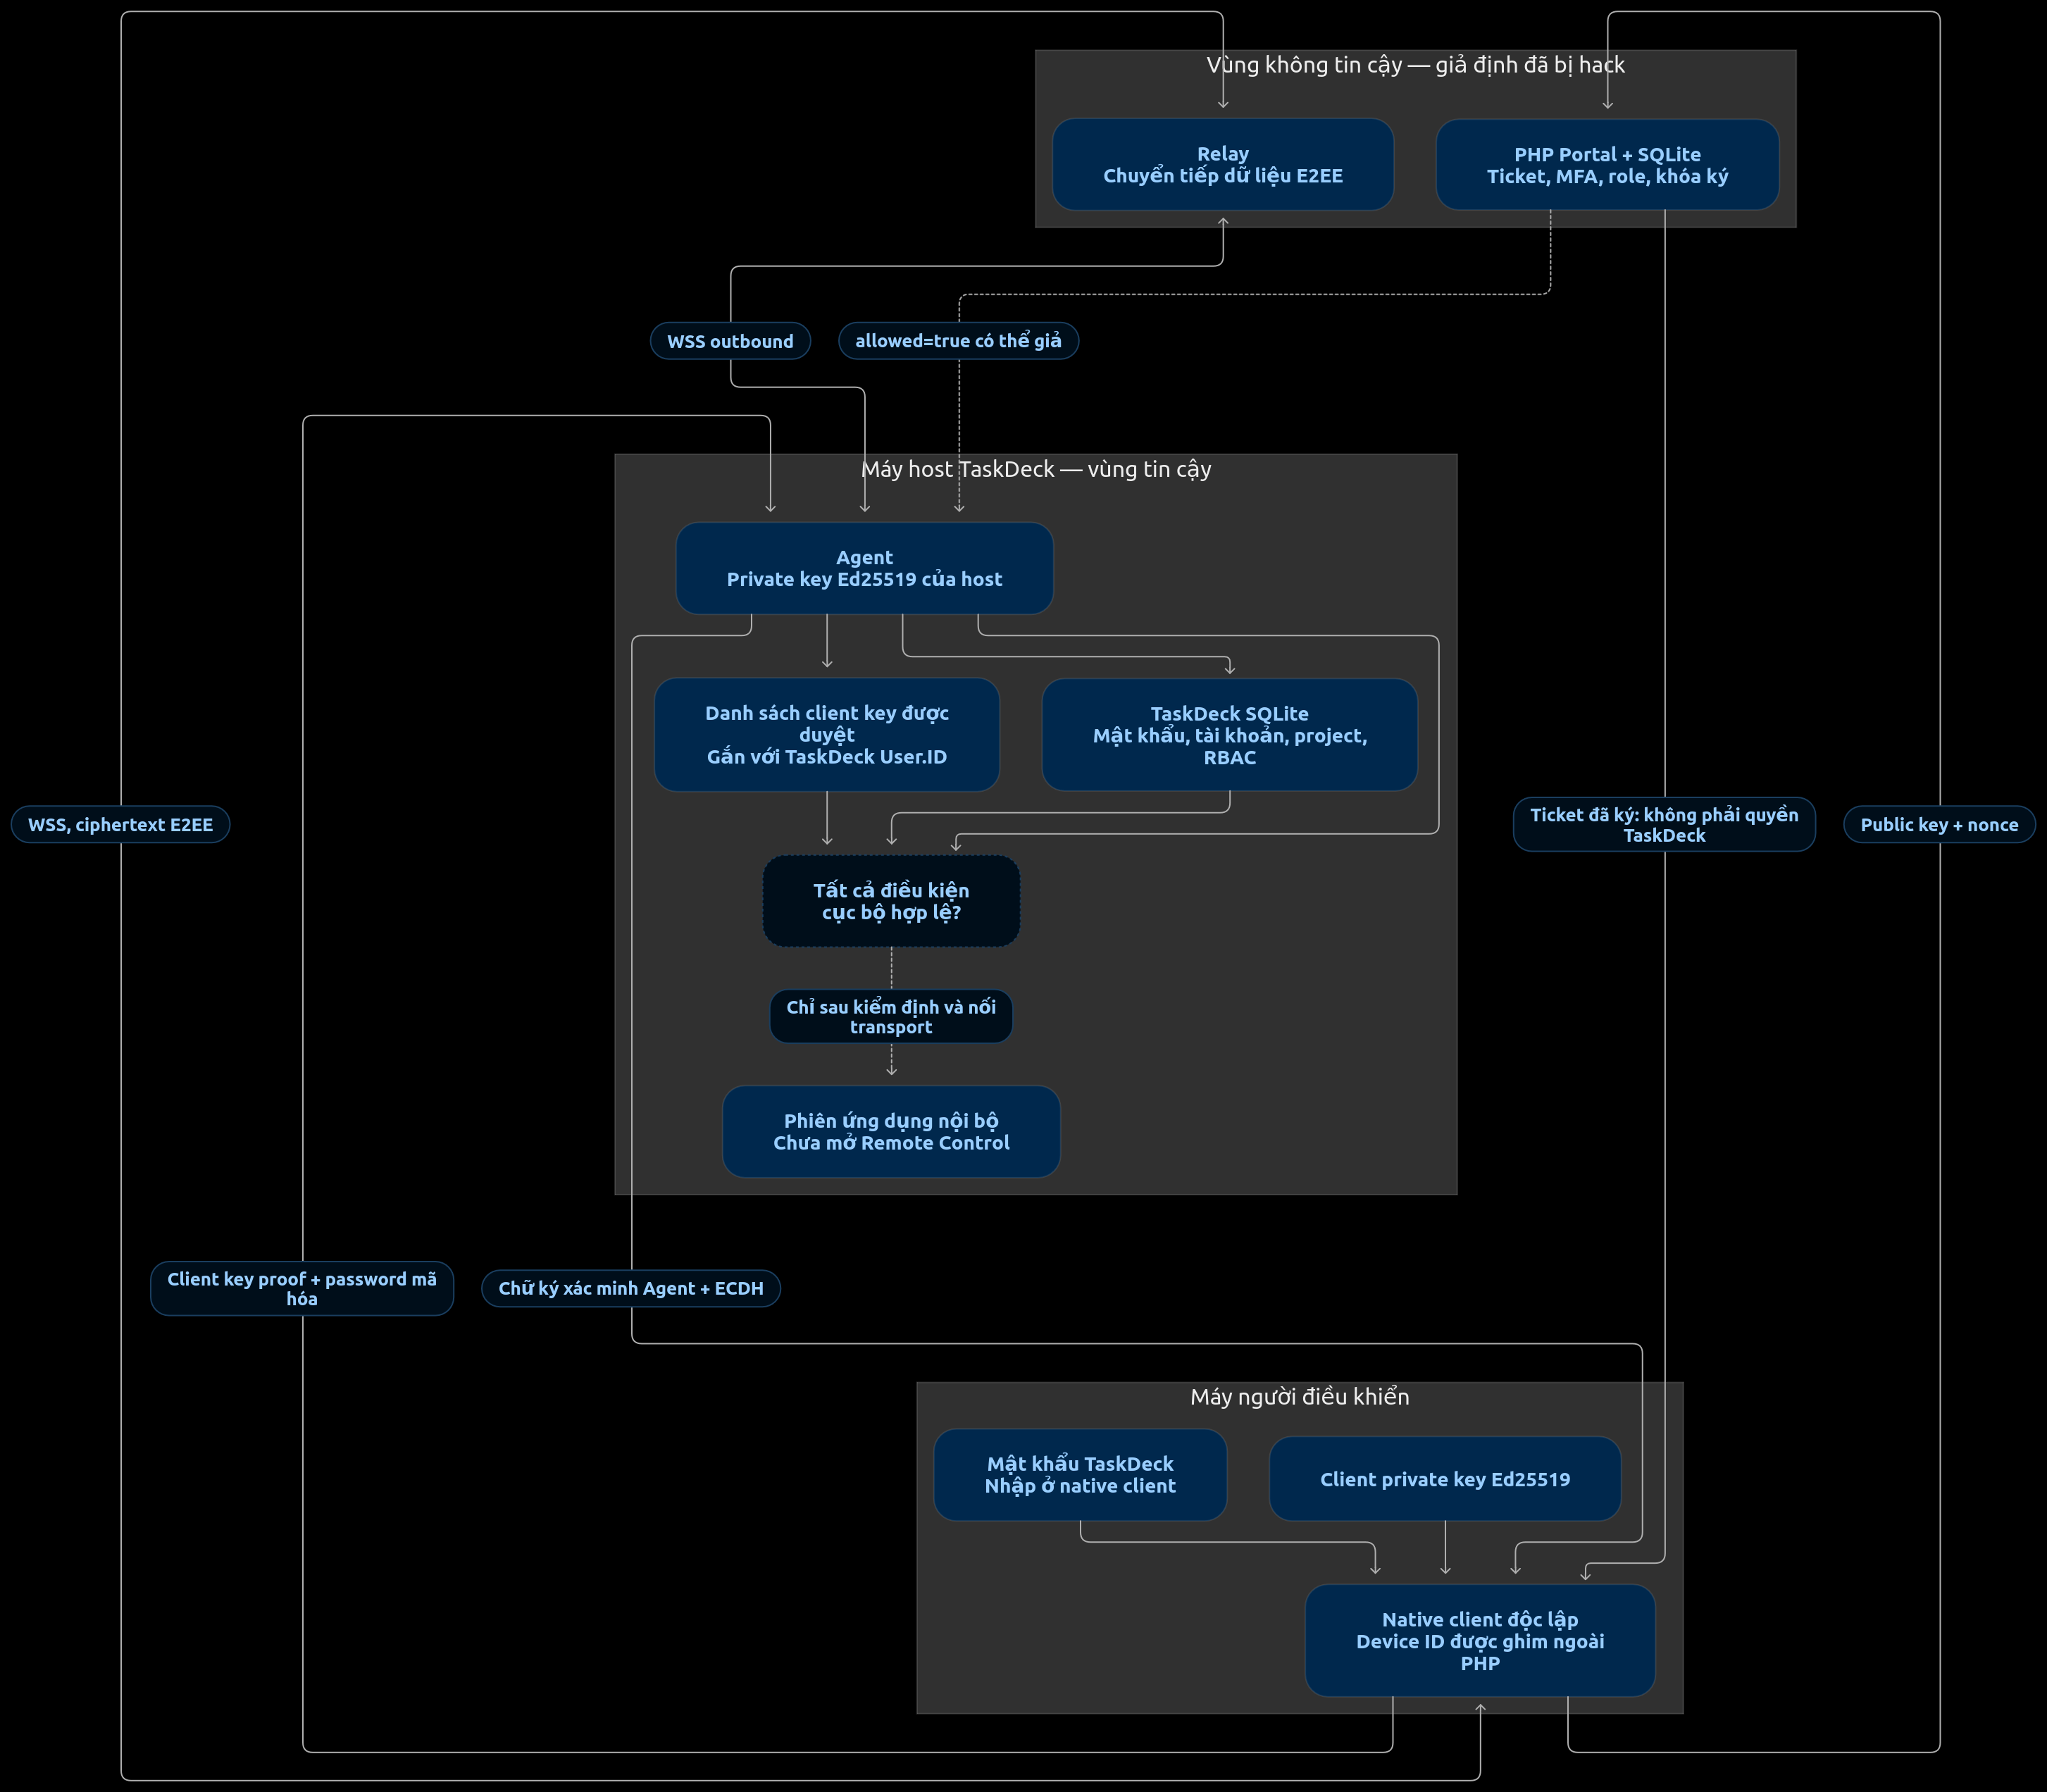 Vùng không tin cậy — giả định đã bị hack
Relay
Chuyển tiếp dữ liệu E2EE
PHP Portal + SQLite
Ticket, MFA, role, khóa ký
WSS outbound
allowed=true có thể giả
Máy host TaskDeck — vùng tin cậy
Agent
Private key Ed25519 của host
Danh sách client key được
duyệt
Gắn với TaskDeck User.ID
TaskDeck SQLite
Mật khẩu, tài khoản, project,
RBAC
WSS, ciphertext E2EE
Ticket đã ký: không phải quyền
TaskDeck
Public key + nonce
Tất cả điều kiện
cục bộ hợp lệ?
Chỉ sau kiểm định và nối
transport
Phiên ứng dụng nội bộ
Chưa mở Remote Control
Client key proof + password mã
hóa
Chữ ký xác minh Agent + ECDH
Máy người điều khiển
Mật khẩu TaskDeck
Nhập ở native client
Client private key Ed25519
Native client độc lập
Device ID được ghim ngoài
PHP